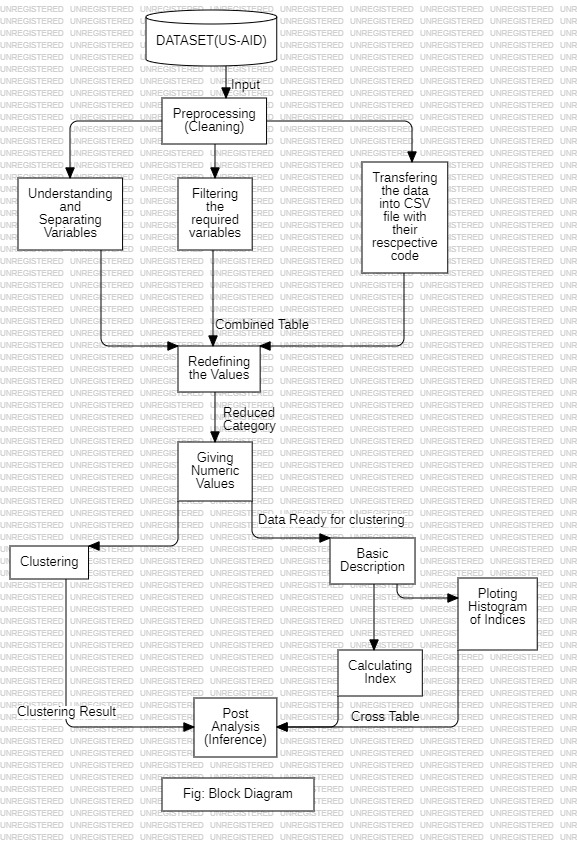 DATASET(US-AID)
Input
Preprocessing
(Cleaning)
Understanding
and
Separating
Variables
Filtering
the
required
variables
Transfering
the data
into CSV
file with
their
rescpective
code
Combined Table
Redefining
the Values
Reduced
Category
Giving
Numeric
Values
Data Ready for clustering
Clustering
Basic
Description
Ploting
Histogram
of Indices
Calculating
Index
Clustering Result
Post
Analysis
(Inference)
Cross Table
Fig: Block Diagram
UNREGISTERED